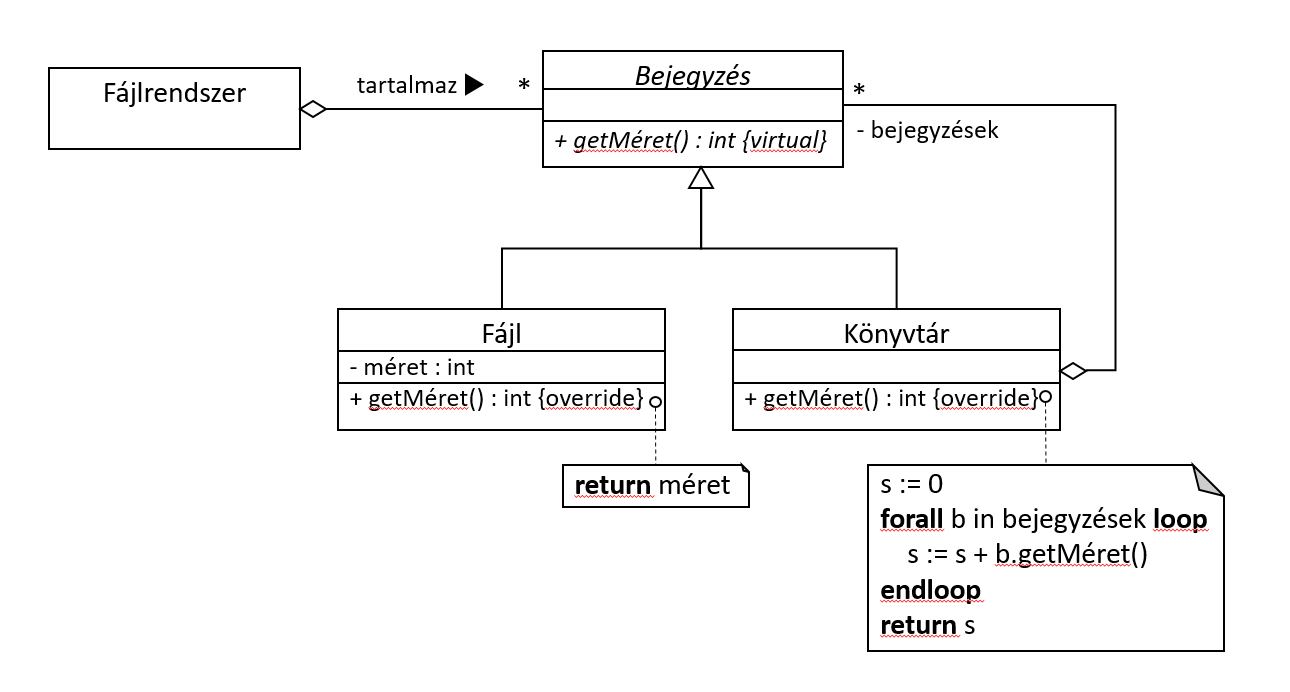 Fájlrendszer
tartalmaz ▶
*
Bejegyzés
+ getMéret() : int {virtual}
*
- bejegyzések
Fájl
- méret : int
+ getMéret() : int {override}
Könyvtár
+ getMéret() : int {override}
return méret
s := 0
forall b in bejegyzések loop
s := s + b.getMéret()
endloop
return s